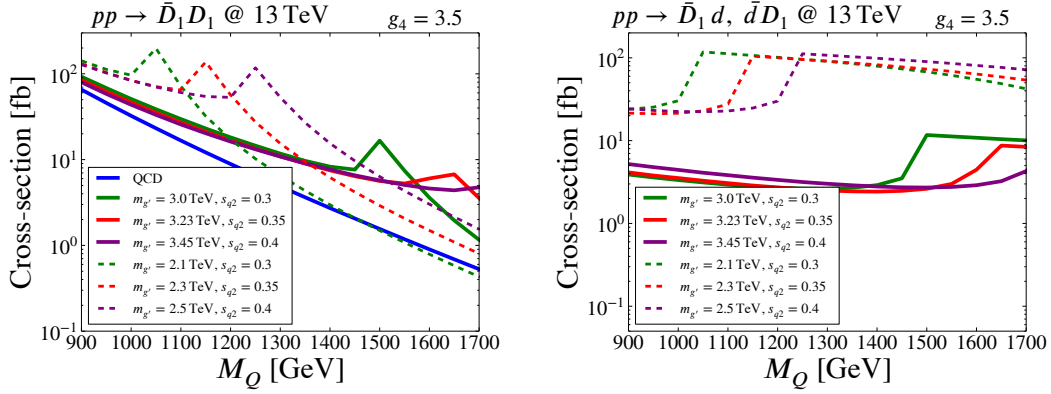 pp → D̄₁D₁ @ 13 TeV g₄ = 3.5
10²
10¹
10⁰
10⁻¹
Cross-section [fb]
QCD
m_g′ = 3.0 TeV, s_q2 = 0.3
m_g′ = 3.23 TeV, s_q2 = 0.35
m_g′ = 3.45 TeV, s_q2 = 0.4
m_g′ = 2.1 TeV, s_q2 = 0.3
m_g′ = 2.3 TeV, s_q2 = 0.35
m_g′ = 2.5 TeV, s_q2 = 0.4
900 1000 1100 1200 1300 1400 1500 1600 1700
M_Q [GeV]
pp → D̄₁ d, d̄D₁ @ 13 TeV g₄ = 3.5
10²
10¹
10⁰
10⁻¹
Cross-section [fb]
m_g′ = 3.0 TeV, s_q2 = 0.3
m_g′ = 3.23 TeV, s_q2 = 0.35
m_g′ = 3.45 TeV, s_q2 = 0.4
m_g′ = 2.1 TeV, s_q2 = 0.3
m_g′ = 2.3 TeV, s_q2 = 0.35
m_g′ = 2.5 TeV, s_q2 = 0.4
900 1000 1100 1200 1300 1400 1500 1600 1700
M_Q [GeV]